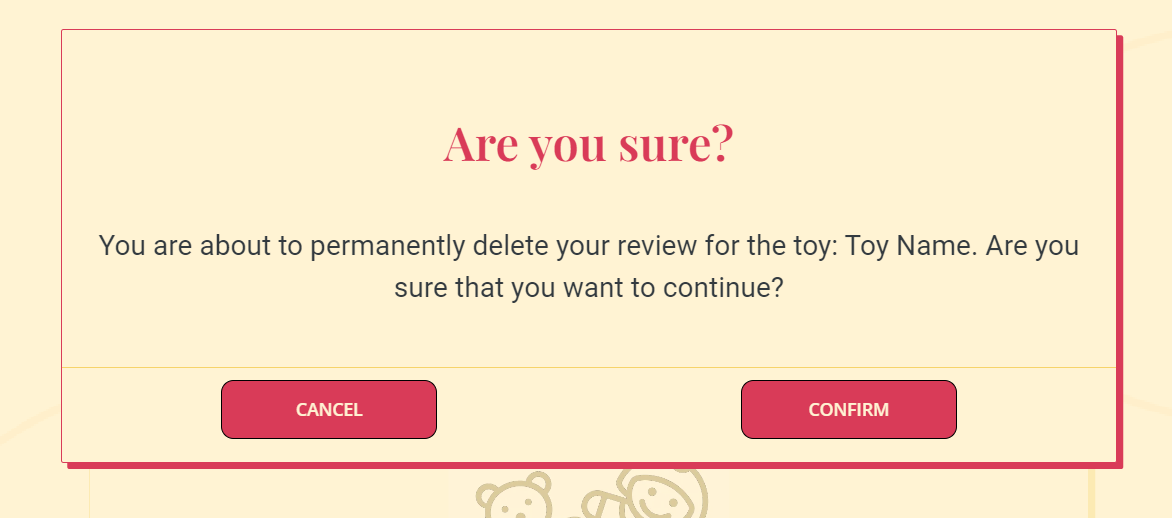 Are you sure?
You are about to permanently delete your review for the toy: Toy Name. Are you
sure that you want to continue?
CANCEL
CONFIRM